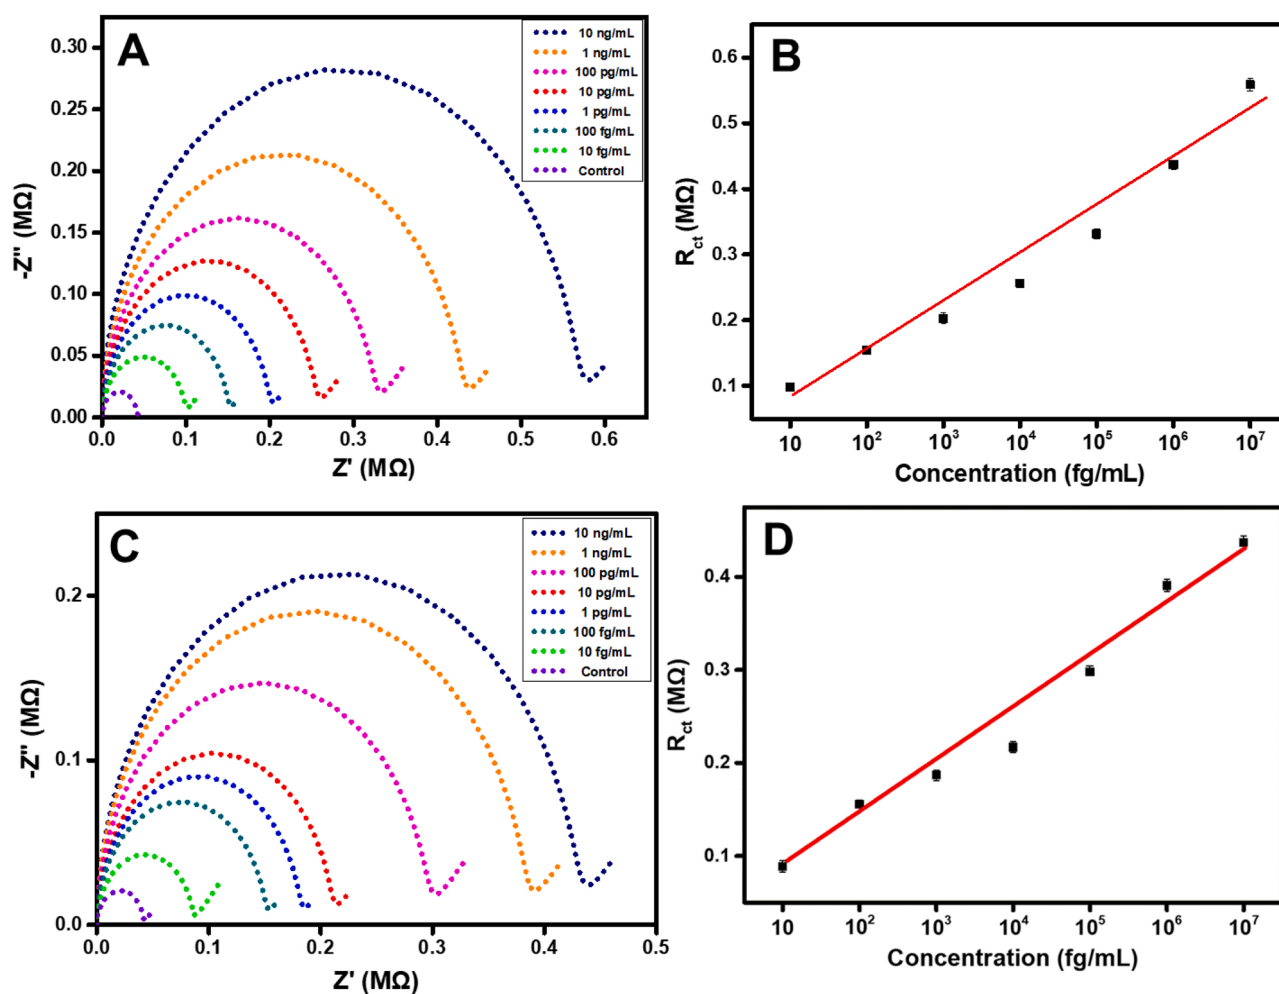 A
0.30
0.25
0.20
0.15
0.10
0.05
0.00
-Z'' (MΩ)
0.0 0.1 0.2 0.3 0.4 0.5 0.6
Z' (MΩ)
10 ng/mL
1 ng/mL
100 pg/mL
10 pg/mL
1 pg/mL
100 fg/mL
10 fg/mL
Control
B
0.6
0.5
0.4
0.3
0.2
0.1
R_ct (MΩ)
10 10² 10³ 10⁴ 10⁵ 10⁶ 10⁷
Concentration (fg/mL)
C
0.2
0.1
0.0
-Z'' (MΩ)
0.0 0.1 0.2 0.3 0.4 0.5
Z' (MΩ)
10 ng/mL
1 ng/mL
100 pg/mL
10 pg/mL
1 pg/mL
100 fg/mL
10 fg/mL
Control
D
0.4
0.3
0.2
0.1
R_ct (MΩ)
10 10² 10³ 10⁴ 10⁵ 10⁶ 10⁷
Concentration (fg/mL)